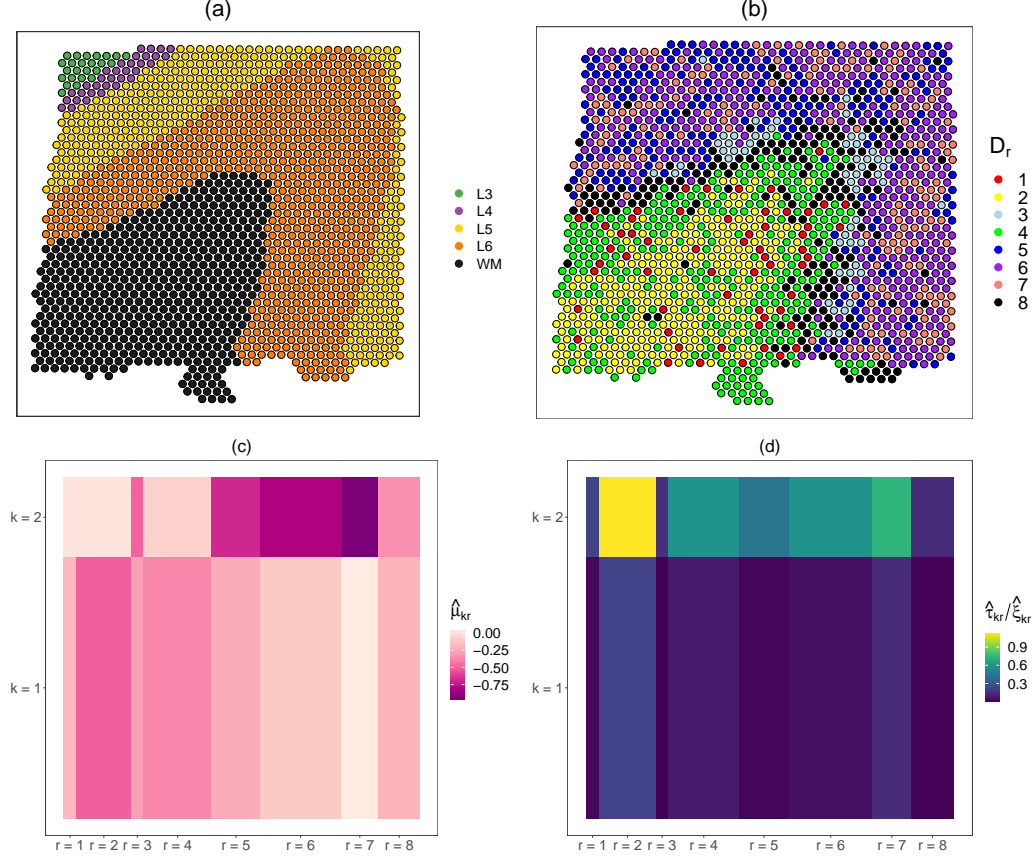 (a)
(b)
L3
L4
L5
L6
WM
D_r
1
2
3
4
5
6
7
8
(c)
(d)
k = 2
k = 1
r = 1 r = 2 r = 3 r = 4 r = 5 r = 6 r = 7 r = 8
μ̂_kr
0.00
−0.25
−0.50
−0.75
k = 2
k = 1
r = 1 r = 2 r = 3 r = 4 r = 5 r = 6 r = 7 r = 8
τ̂_kr/ξ̂_kr
0.9
0.6
0.3